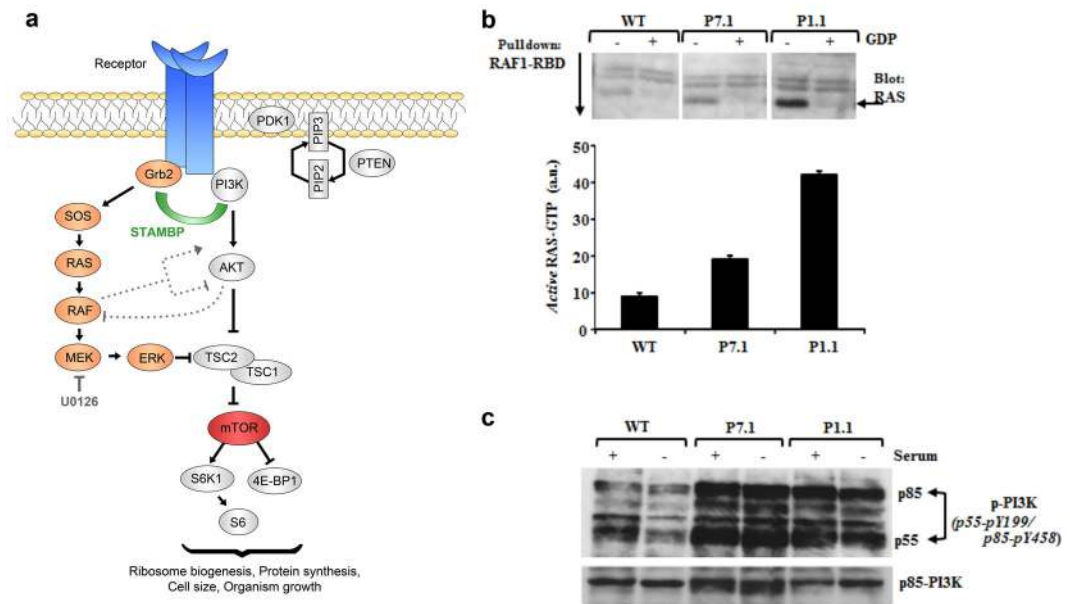 a
Receptor
PDK1
PIP3
PIP2
PTEN
Grb2
PI3K
SOS
STAMBP
RAS
AKT
RAF
MEK
ERK
TSC2
TSC1
U0126
mTOR
S6K1
4E-BP1
S6
Ribosome biogenesis, Protein synthesis,
Cell size, Organism growth
b
WT P7.1 P1.1
- + - + - + GDP
Pulldown:
RAF1-RBD
Blot:
RAS
Active RAS-GTP (a.n.)
50
40
30
20
10
0
WT P7.1 P1.1
c
WT P7.1 P1.1
+ - + - + - Serum
p85
p-PI3K
(p55-pY199/
p85-pY458)
p55
p85-PI3K